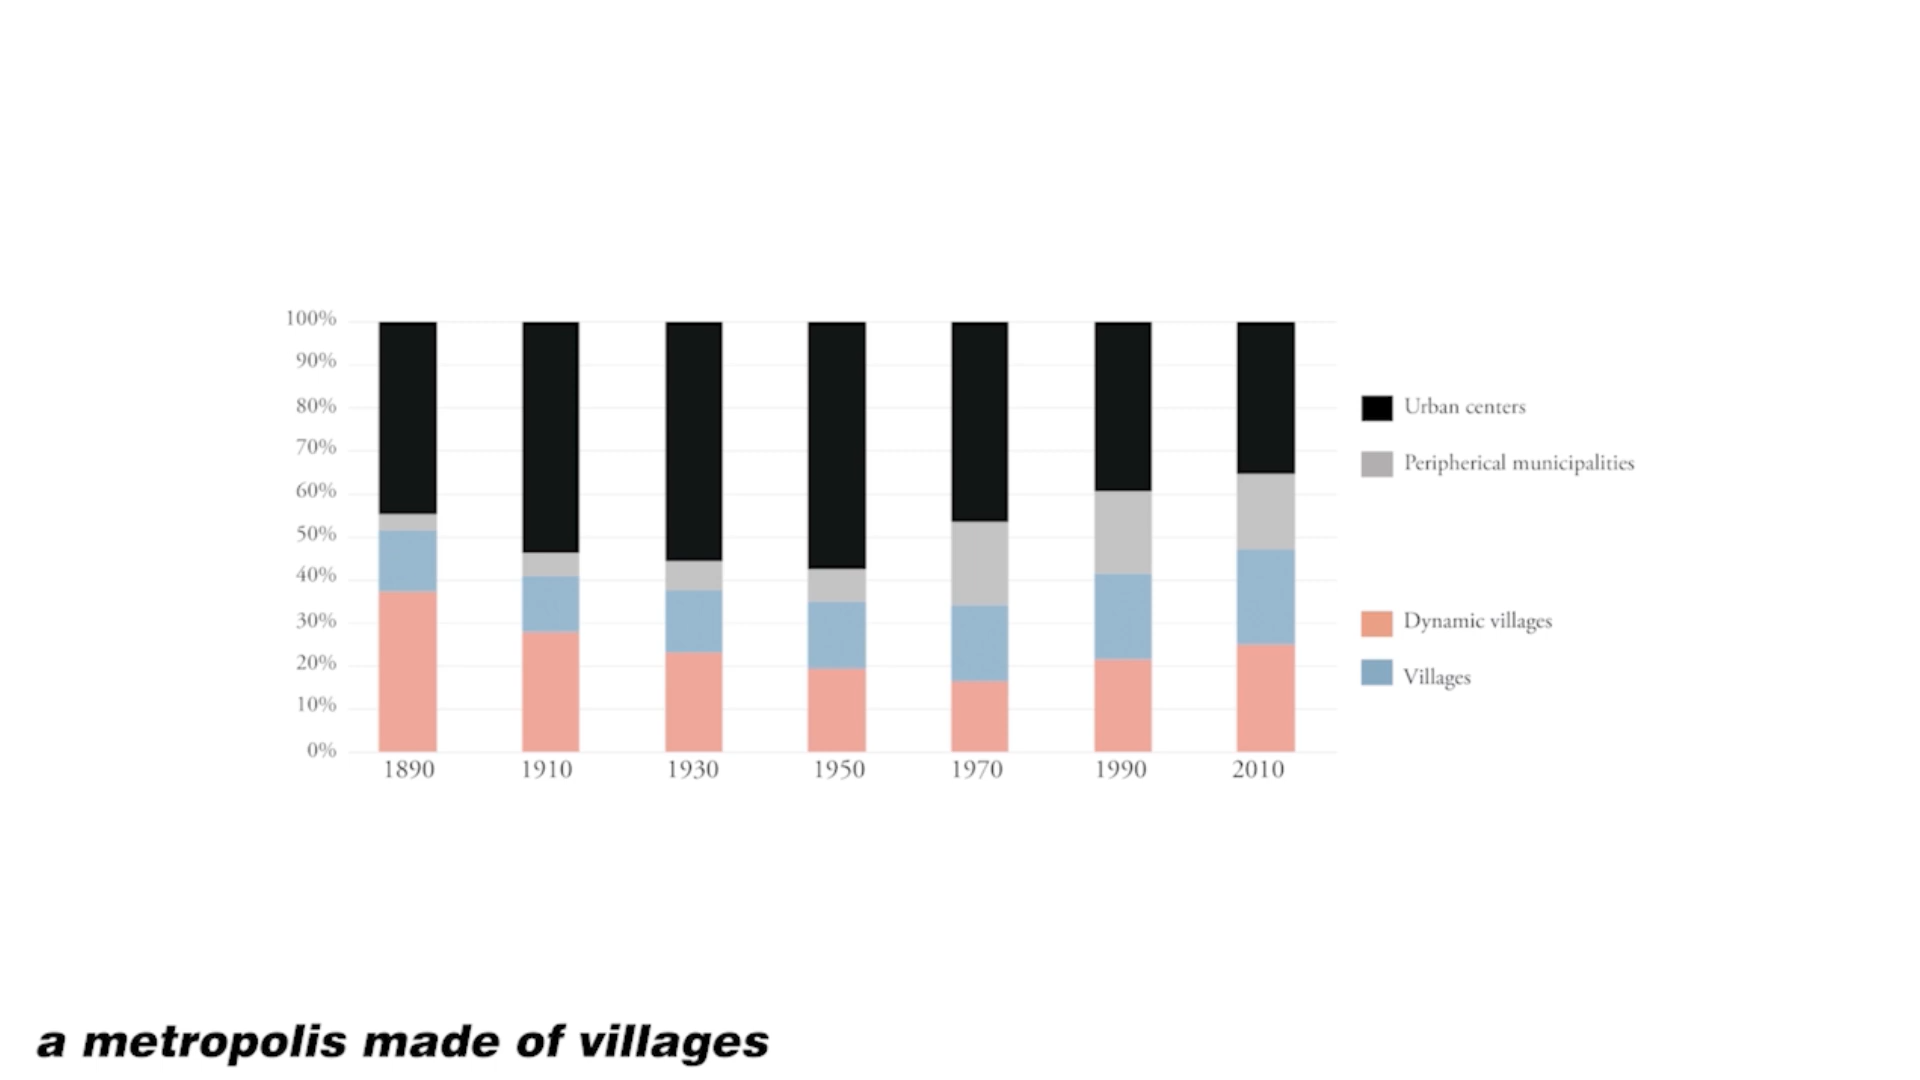 100%
90%
80%
70%
60%
50%
40%
30%
20%
10%
0%
1890 1910 1930 1950 1970 1990 2010
Urban centers
Peripherical municipalities
Dynamic villages
Villages
a metropolis made of villages